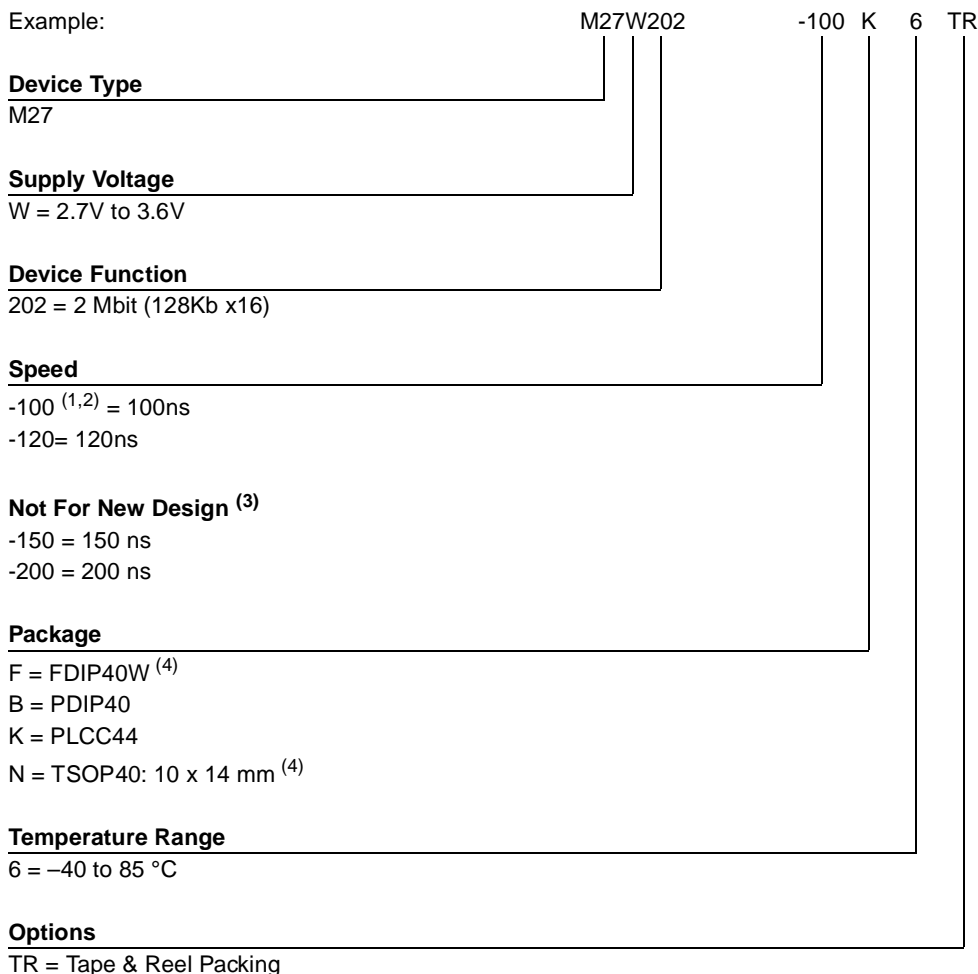 Example: M27W202 -100 K 6 TR
Device Type
M27
Supply Voltage
W = 2.7V to 3.6V
Device Function
202 = 2 Mbit (128Kb x16)
Speed
-100 (1,2) = 100ns
-120= 120ns
Not For New Design (3)
-150 = 150 ns
-200 = 200 ns
Package
F = FDIP40W (4)
B = PDIP40
K = PLCC44
N = TSOP40: 10 x 14 mm (4)
Temperature Range
6 = –40 to 85 °C
Options
TR = Tape & Reel Packing